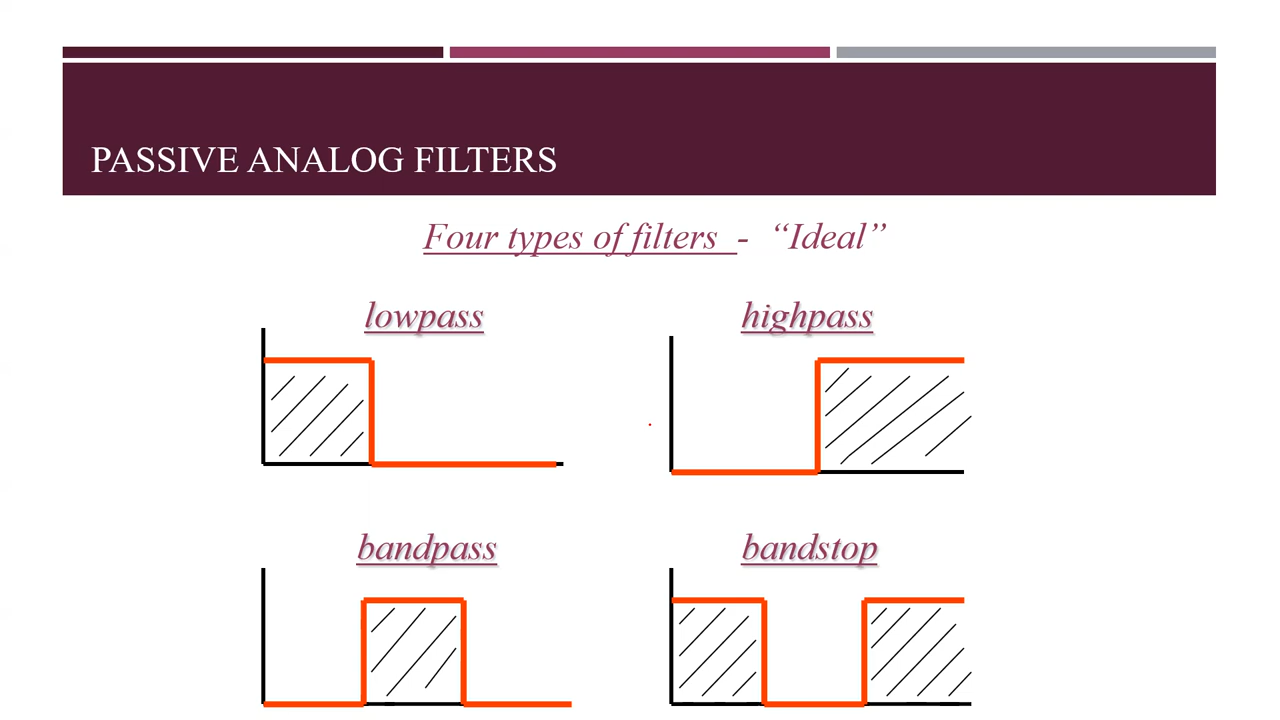 PASSIVE ANALOG FILTERS
Four types of filters - “Ideal”
lowpass
highpass
bandpass
bandstop